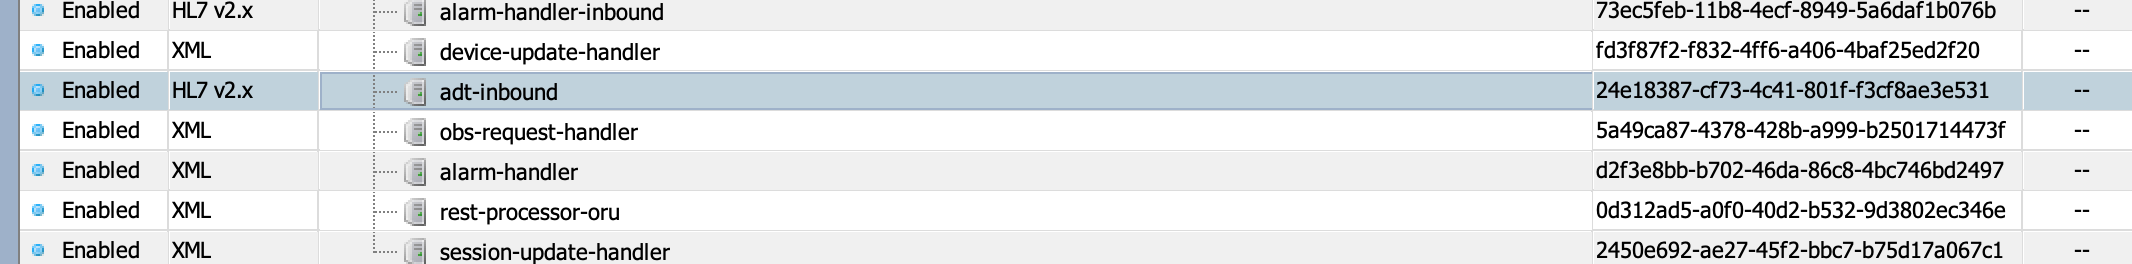 Enabled HL7 v2.x alarm-handler-inbound 73ec5feb-11b8-4ecf-8949-5a6daf1b076b --
Enabled XML device-update-handler fd3f87f2-f832-4ff6-a406-4baf25ed2f20 --
Enabled HL7 v2.x adt-inbound 24e18387-cf73-4c41-801f-f3cf8ae3e531 --
Enabled XML obs-request-handler 5a49ca87-4378-428b-a999-b2501714473f --
Enabled XML alarm-handler d2f3e8bb-b702-46da-86c8-4bc746bd2497 --
Enabled XML rest-processor-oru 0d312ad5-a0f0-40d2-b532-9d3802ec346e --
Enabled XML session-update-handler 2450e692-ae27-45f2-bbc7-b75d17a067c1 --